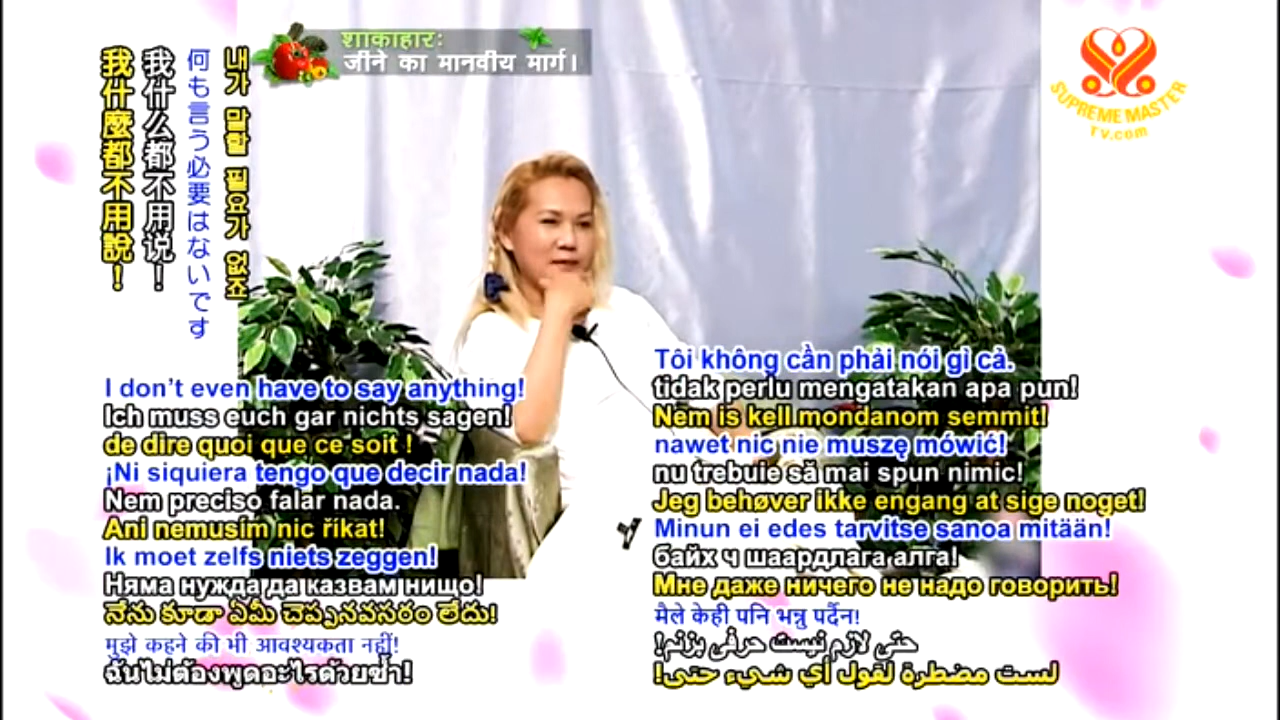 शाकाहार:
जीने का मानवीय मार्ग।
SUPREME MASTER
TV.com
我什麼都不用說！
我什么都不用说！
何も言う必要はないです
내가 말할 필요가 없죠
I don't even have to say anything!
Ich muss euch gar nichts sagen!
de dire quoi que ce soit !
¡Ni siquiera tengo que decir nada!
Nem preciso falar nada.
Ani nemusím nic říkat!
Ik moet zelfs niets zeggen!
Няма нужда да казвам нищо!
నేను కూడా ఏమీ చెప్పనవసరం లేదు!
मुझे कहने की भी आवश्यकता नहीं!
ฉันไม่ต้องพูดอะไรด้วยซ้ำ!
Tôi không cần phải nói gì cả.
tidak perlu mengatakan apa pun!
Nem is kell mondanom semmit!
nawet nic nie muszę mówić!
nu trebuie să mai spun nimic!
Jeg behøver ikke engang at sige noget!
Minun ei edes tarvitse sanoa mitään!
байх ч шаардлага алга!
Мне даже ничего не надо говорить!
मैले केही पनि भन्नु पर्दैन!
حتی لازم نیست حرفی بزنم!
لست مضطرة لقول أي شيء حتى!